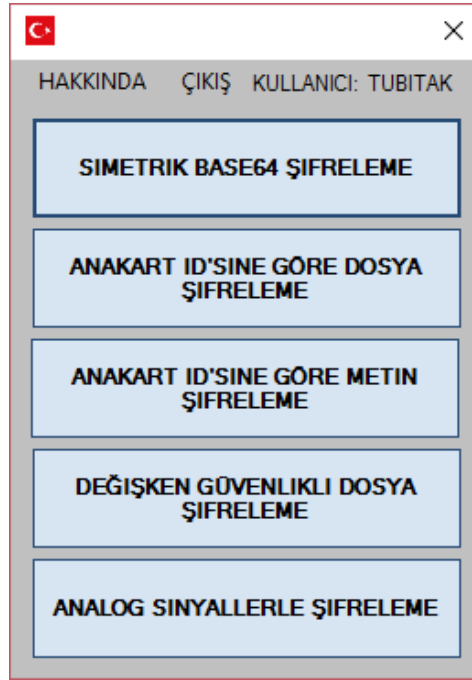 HAKKINDA ÇIKIŞ KULLANICI: TUBITAK
SIMETRIK BASE64 ŞIFRELEME
ANAKART ID'SINE GÖRE DOSYA
ŞIFRELEME
ANAKART ID'SINE GÖRE METIN
ŞIFRELEME
DEĞIŞKEN GÜVENLIKLI DOSYA
ŞIFRELEME
ANALOG SINYALLERLE ŞIFRELEME